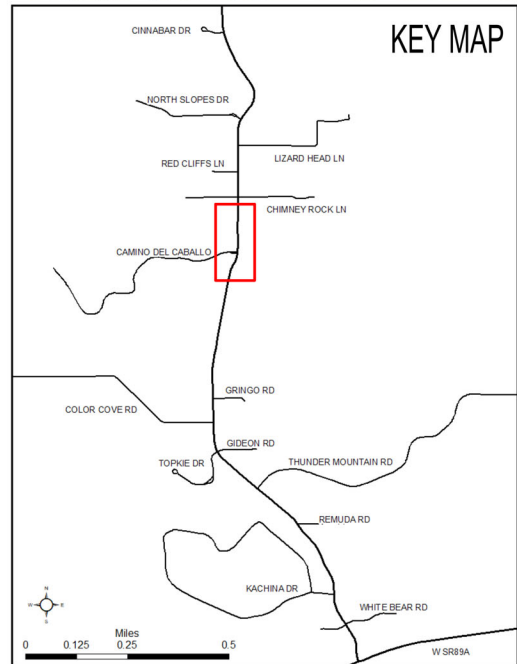 KEY MAP
CINNABAR DR
NORTH SLOPES DR
LIZARD HEAD LN
RED CLIFFS LN
CHIMNEY ROCK LN
CAMINO DEL CABALLO
GRINGO RD
COLOR COVE RD
GIDEON RD
TOPKIE DR
THUNDER MOUNTAIN RD
REMUDA RD
KACHINA DR
WHITE BEAR RD
N
W E
S
Miles
0 0.125 0.25 0.5
W SR89A